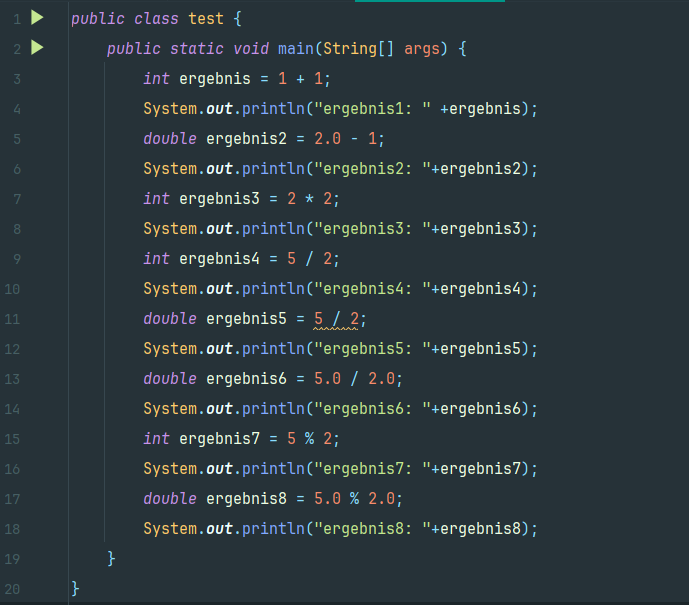 1 public class test {
2 public static void main(String[] args) {
3 int ergebnis = 1 + 1;
4 System.out.println("ergebnis1: " +ergebnis);
5 double ergebnis2 = 2.0 - 1;
6 System.out.println("ergebnis2: "+ergebnis2);
7 int ergebnis3 = 2 * 2;
8 System.out.println("ergebnis3: "+ergebnis3);
9 int ergebnis4 = 5 / 2;
10 System.out.println("ergebnis4: "+ergebnis4);
11 double ergebnis5 = 5 / 2;
12 System.out.println("ergebnis5: "+ergebnis5);
13 double ergebnis6 = 5.0 / 2.0;
14 System.out.println("ergebnis6: "+ergebnis6);
15 int ergebnis7 = 5 % 2;
16 System.out.println("ergebnis7: "+ergebnis7);
17 double ergebnis8 = 5.0 % 2.0;
18 System.out.println("ergebnis8: "+ergebnis8);
19 }
20 }